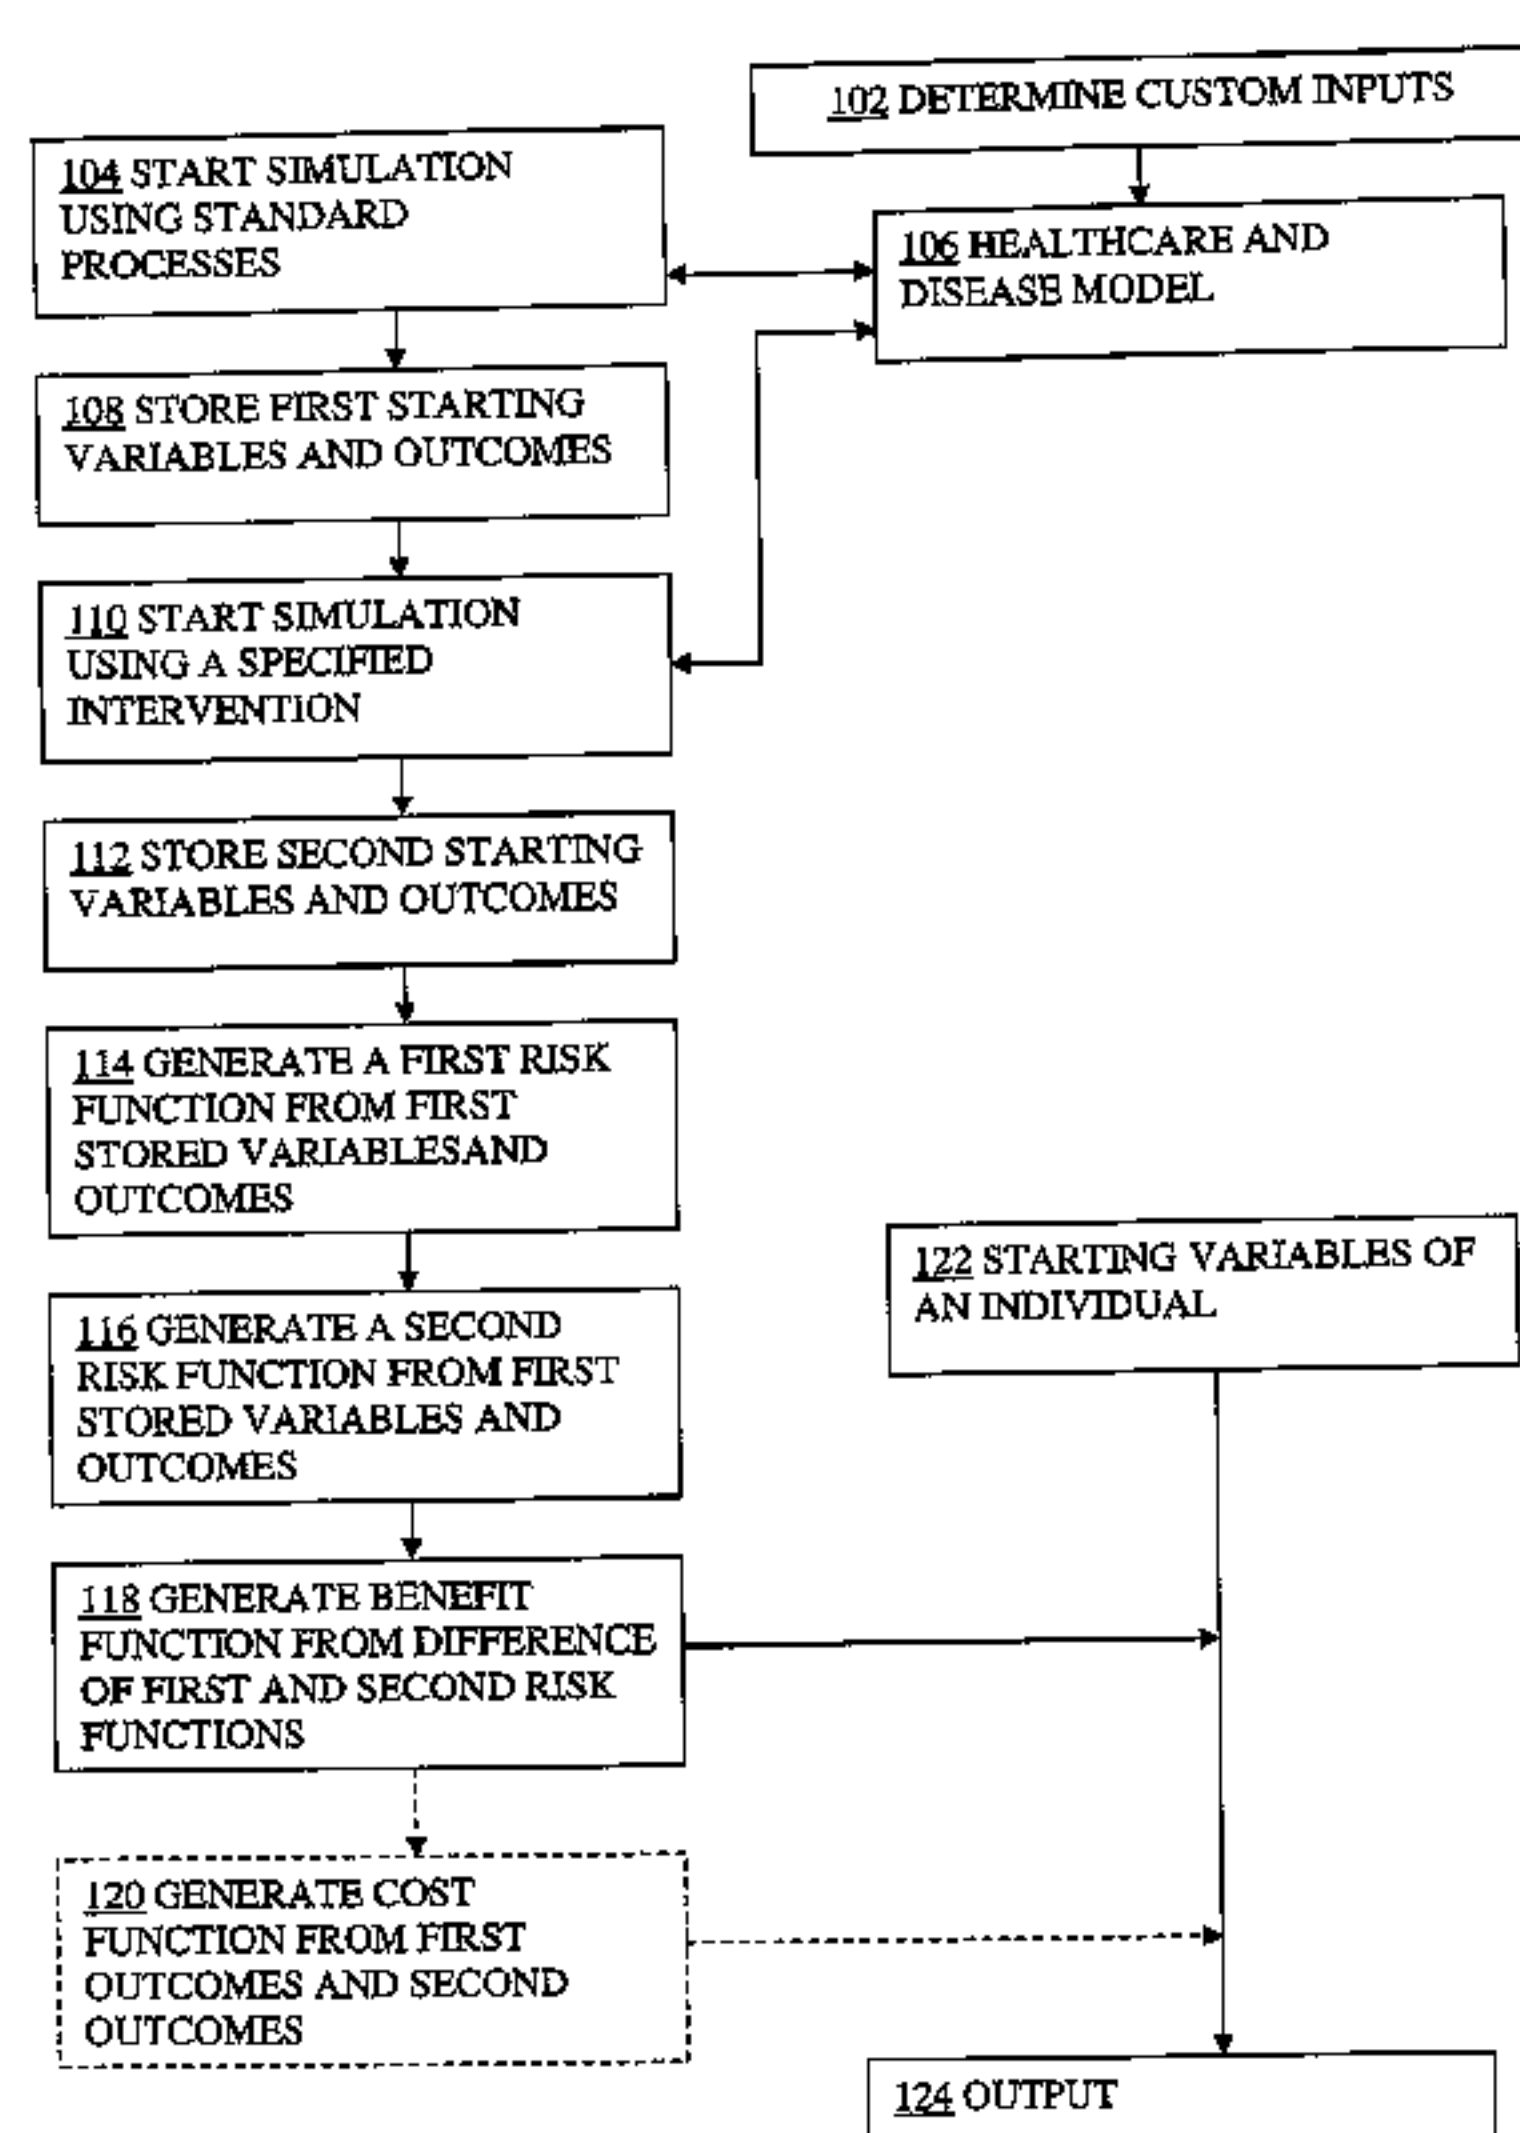 102 DETERMINE CUSTOM INPUTS
104 START SIMULATION
USING STANDARD
PROCESSES
106 HEALTHCARE AND
DISEASE MODEL
108 STORE FIRST STARTING
VARIABLES AND OUTCOMES
110 START SIMULATION
USING A SPECIFIED
INTERVENTION
112 STORE SECOND STARTING
VARIABLES AND OUTCOMES
114 GENERATE A FIRST RISK
FUNCTION FROM FIRST
STORED VARIABLESAND
OUTCOMES
116 GENERATE A SECOND
RISK FUNCTION FROM FIRST
STORED VARIABLES AND
OUTCOMES
122 STARTING VARIABLES OF
AN INDIVIDUAL
118 GENERATE BENEFIT
FUNCTION FROM DIFFERENCE
OF FIRST AND SECOND RISK
FUNCTIONS
120 GENERATE COST
FUNCTION FROM FIRST
OUTCOMES AND SECOND
OUTCOMES
124 OUTPUT